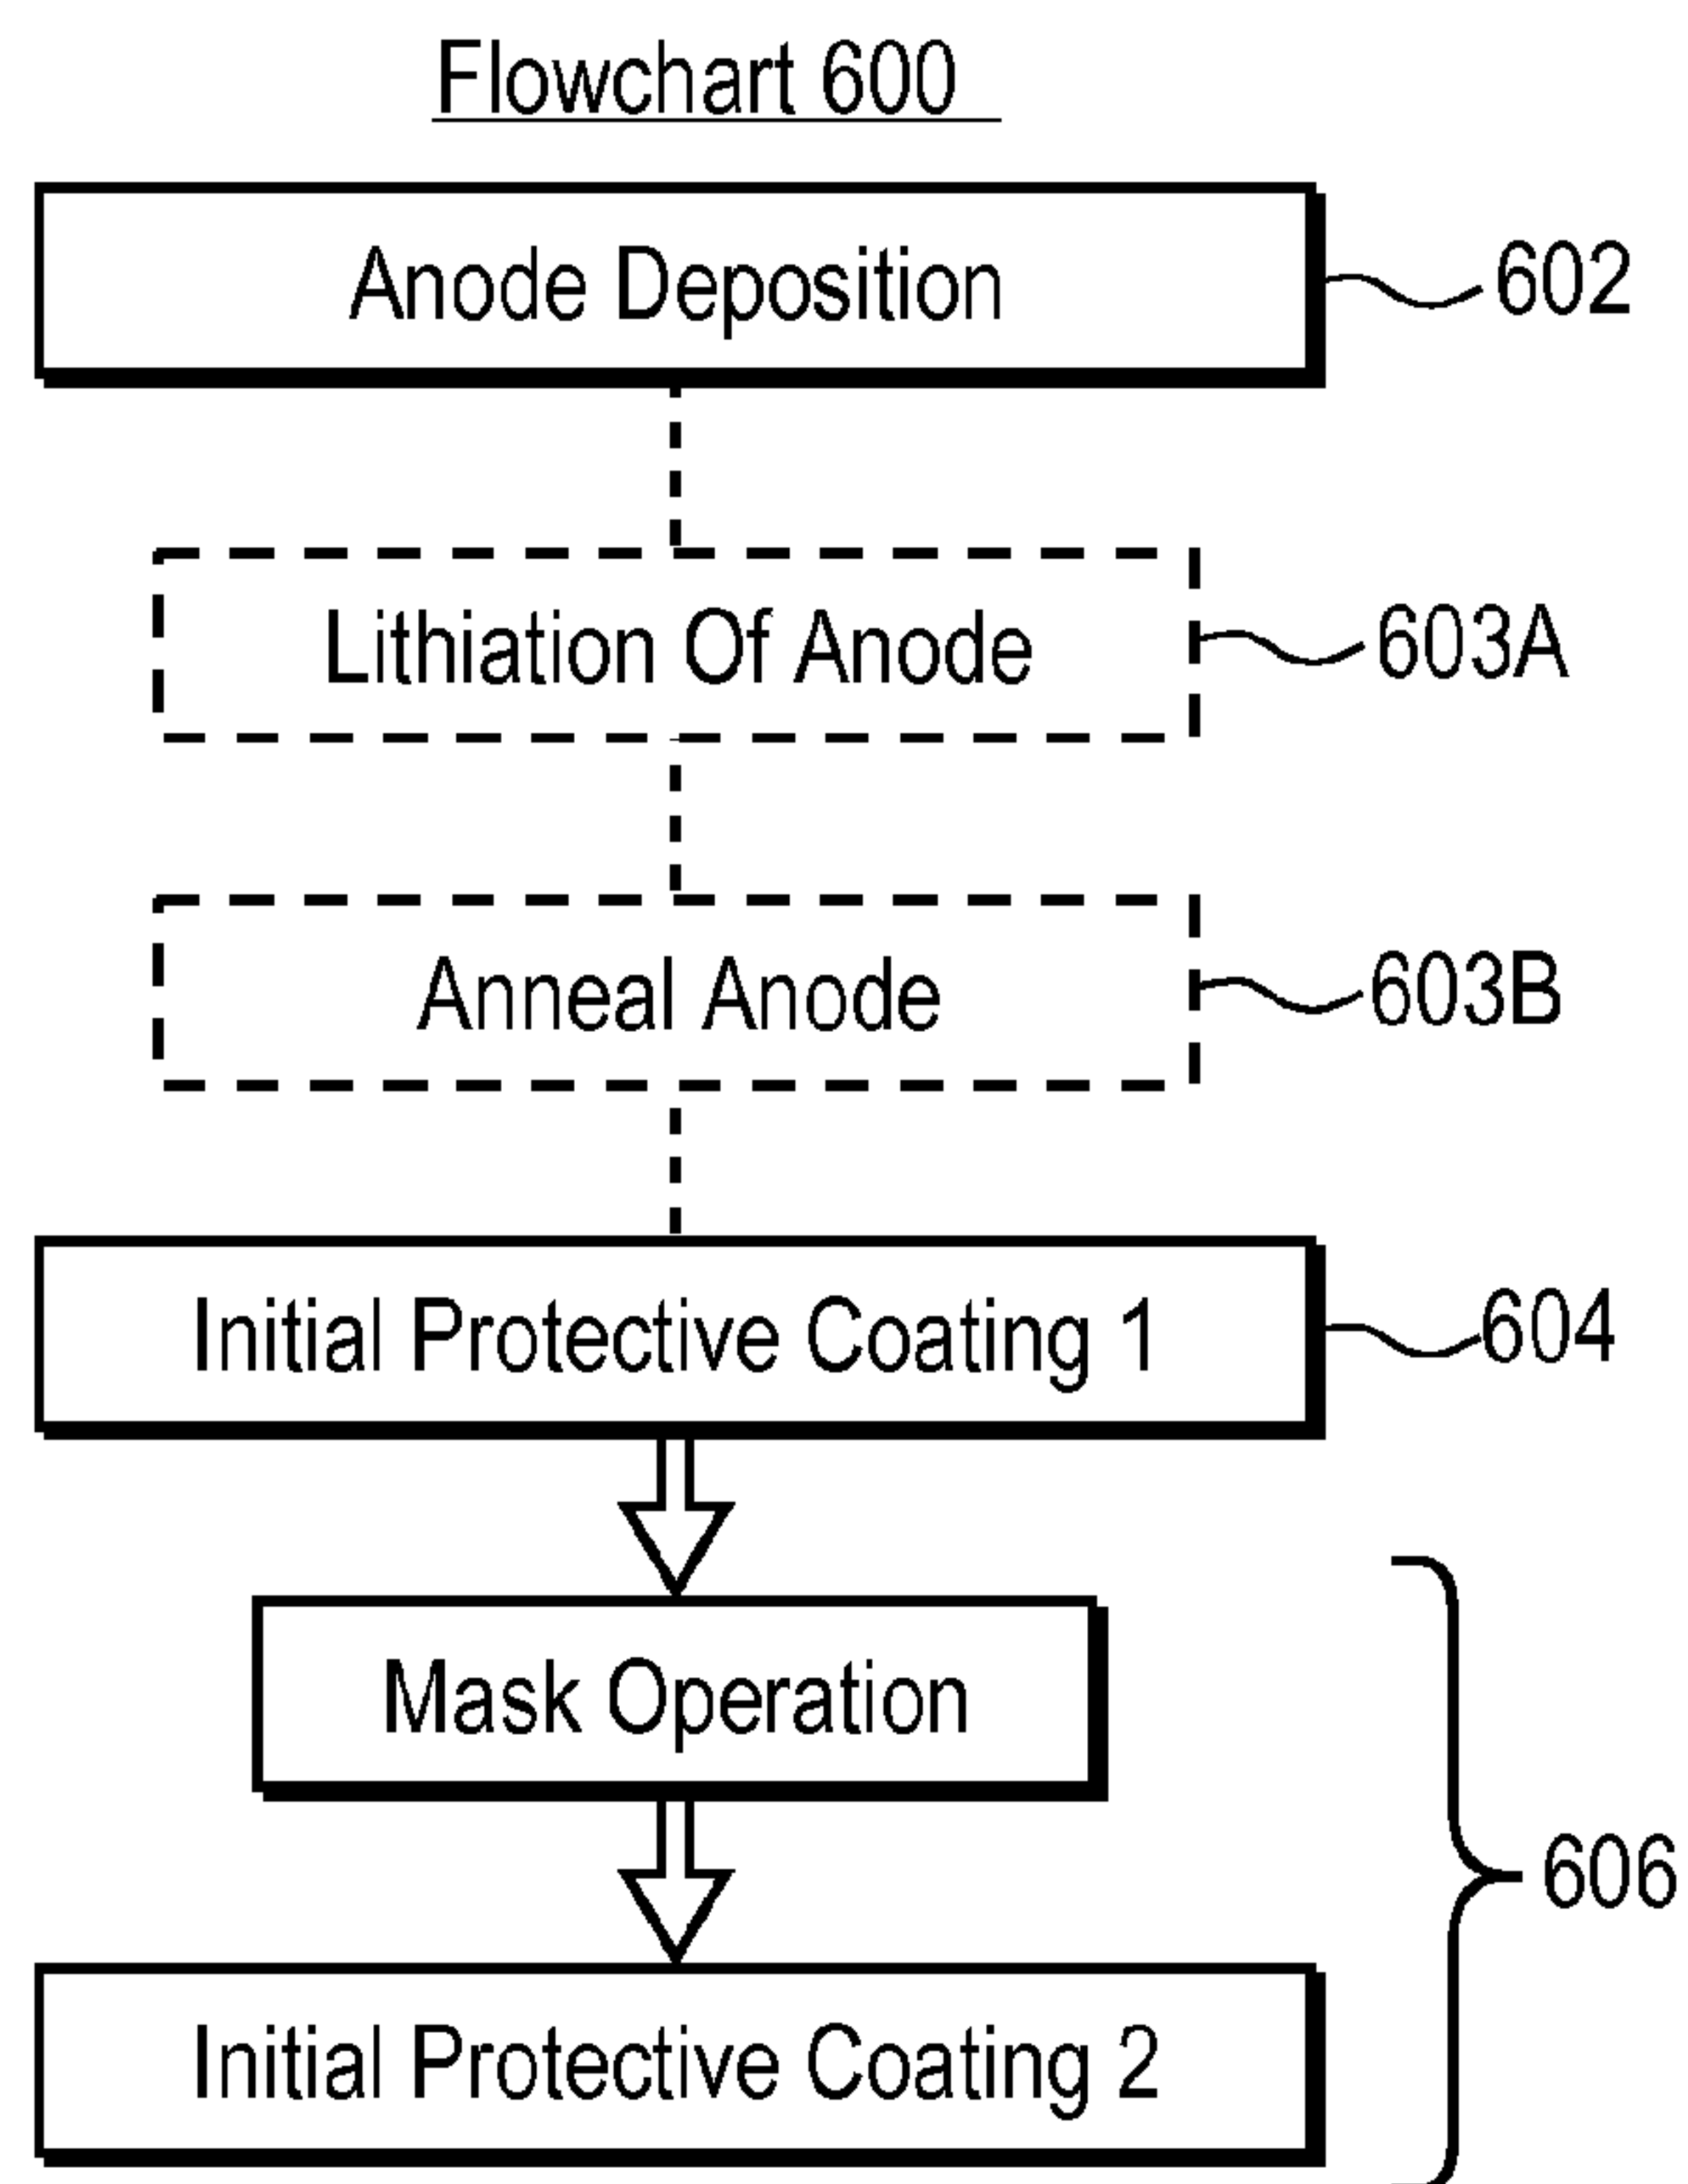 Flowchart 600
Anode Deposition
602
Lithiation Of Anode
603A
Anneal Anode
603B
Initial Protective Coating 1
604
Mask Operation
606
Initial Protective Coating 2